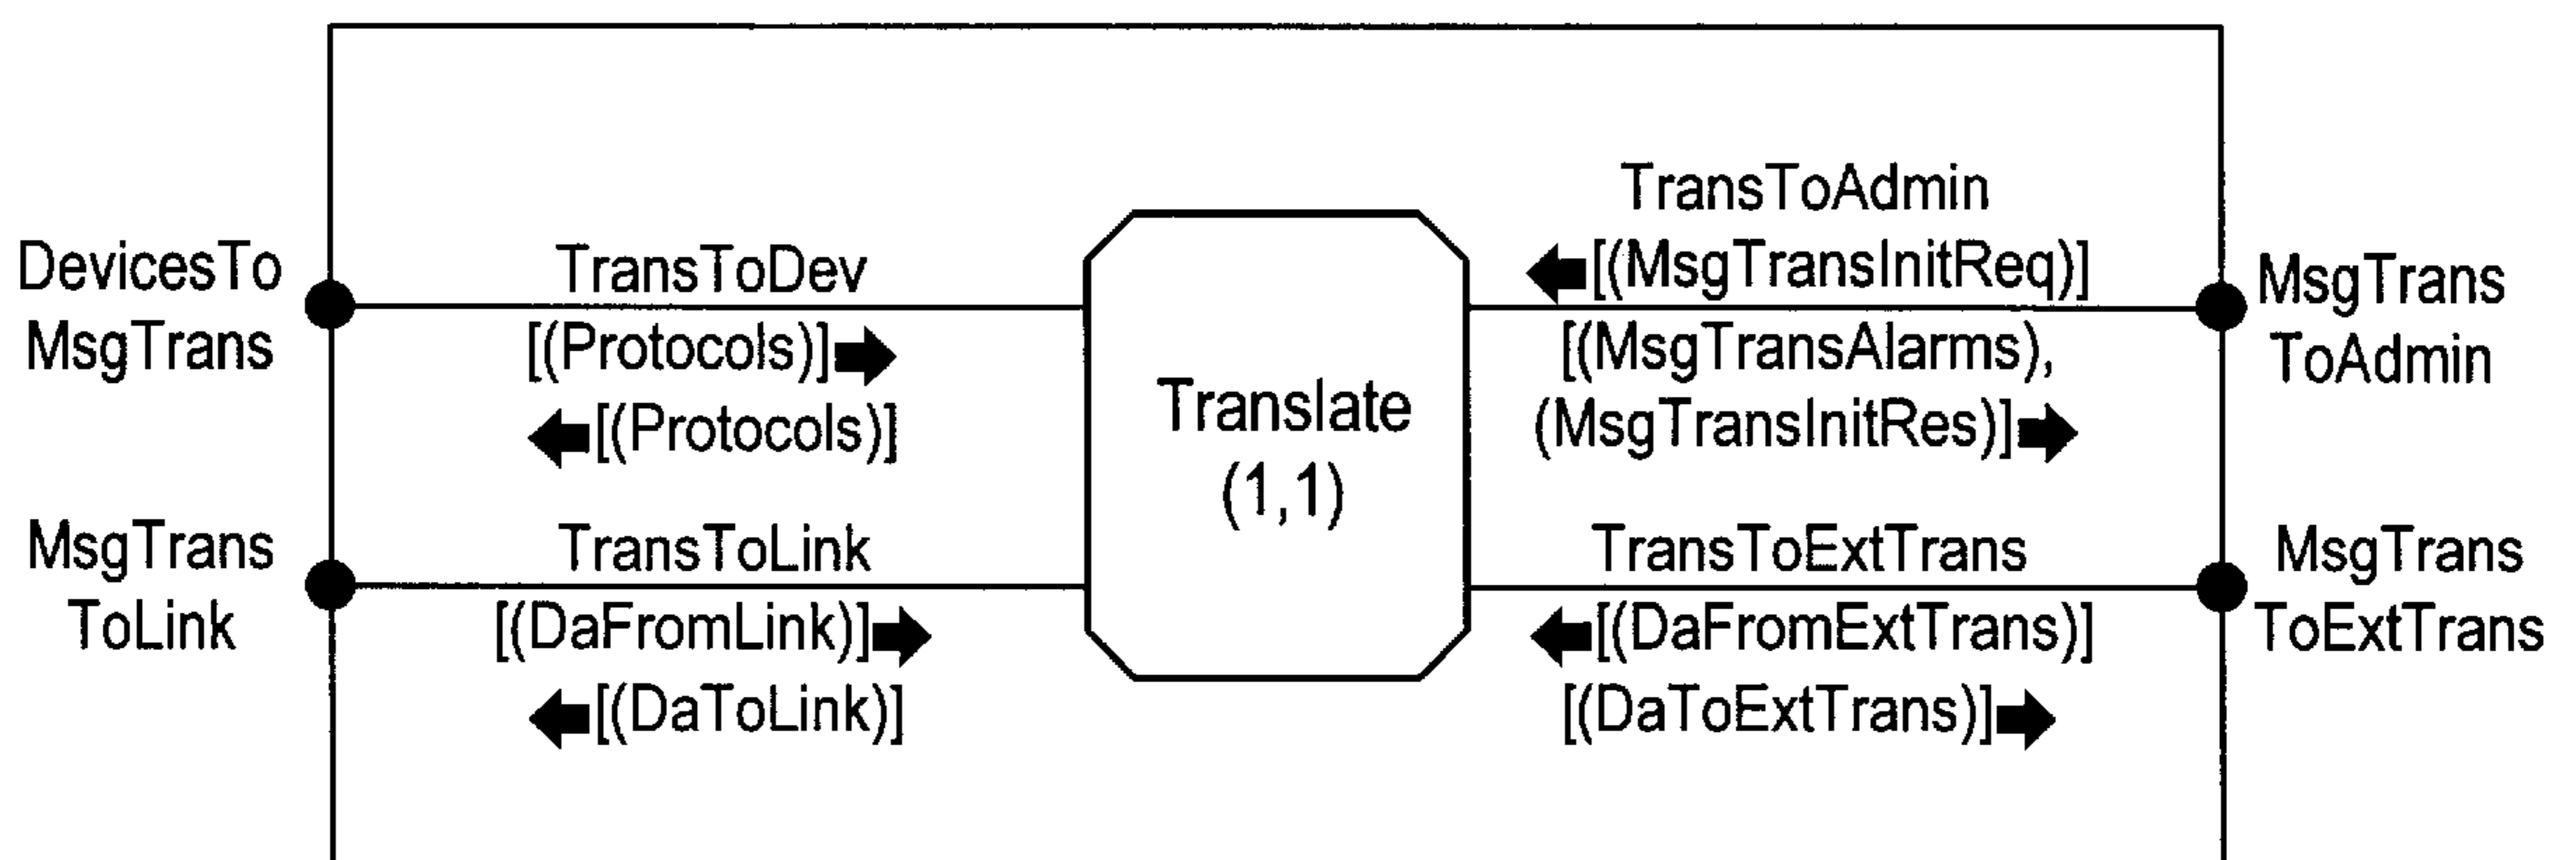 DevicesTo
MsgTrans
TransToDev
[(Protocols)]
[(Protocols)]
MsgTrans
ToLink
TransToLink
[(DaFromLink)]
[(DaToLink)]
Translate
(1,1)
TransToAdmin
[(MsgTransInitReq)]
[(MsgTransAlarms),
(MsgTransInitRes)]
MsgTrans
ToAdmin
TransToExtTrans
[(DaFromExtTrans)]
[(DaToExtTrans)]
MsgTrans
ToExtTrans